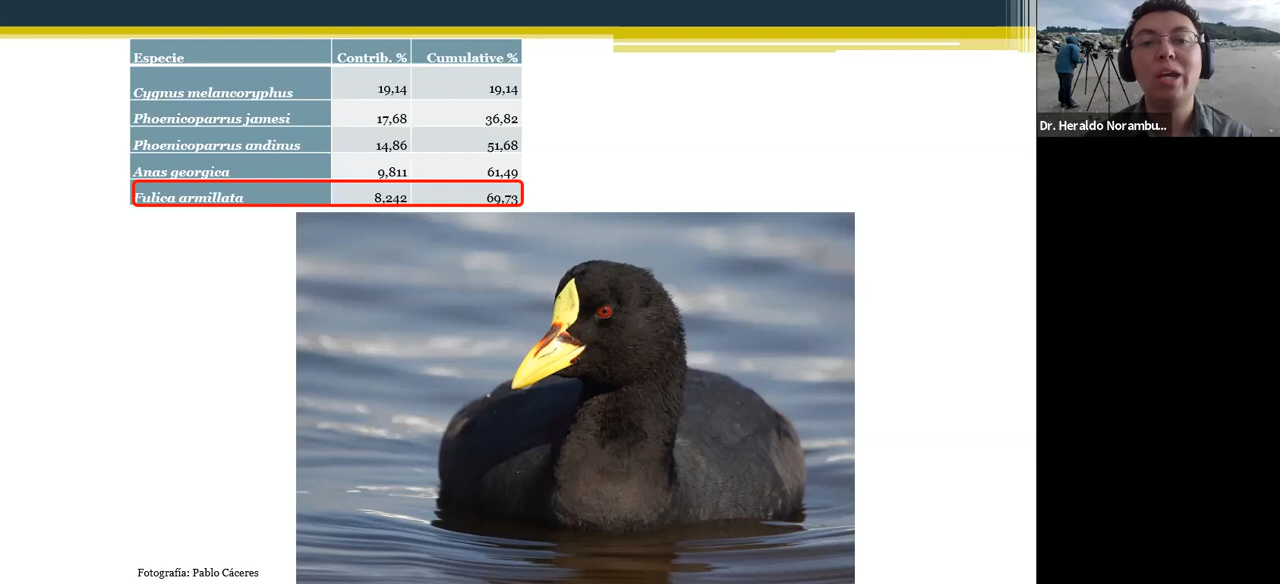 Especie Contrib. % Cumulative %
Cygnus melancoryphus 19,14 19,14
Phoenicoparrus jamesi 17,68 36,82
Phoenicoparrus andinus 14,86 51,68
Anas georgica 9,811 61,49
Fulica armillata 8,242 69,73
Dr. Heraldo Norambu...
Fotografía: Pablo Cáceres